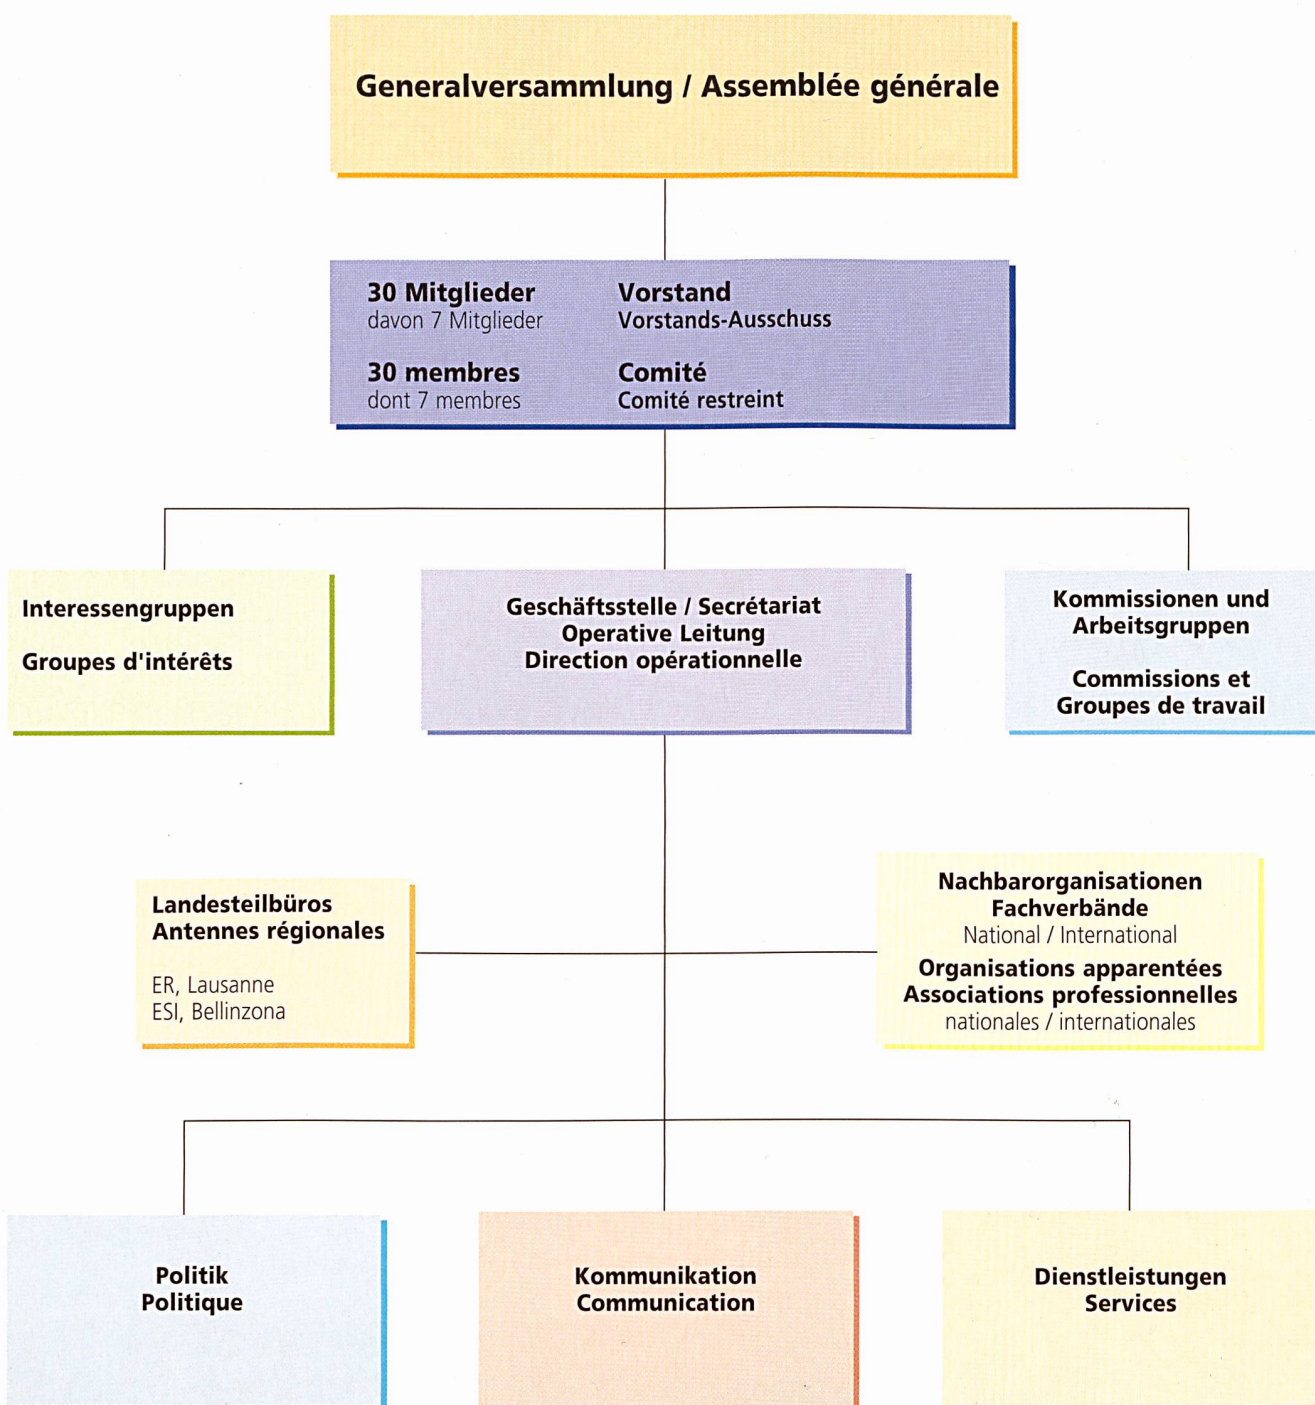 Generalversammlung / Assemblée générale
30 Mitglieder Vorstand
davon 7 Mitglieder Vorstands-Ausschuss
30 membres Comité
dont 7 membres Comité restreint
Interessengruppen
Groupes d'intérêts
Geschäftsstelle / Secrétariat
Operative Leitung
Direction opérationnelle
Kommissionen und
Arbeitsgruppen
Commissions et
Groupes de travail
Landesteilbüros
Antennes régionales
ER, Lausanne
ESI, Bellinzona
Nachbarorganisationen
Fachverbände
National / International
Organisations apparentées
Associations professionnelles
nationales / internationales
Politik
Politique
Kommunikation
Communication
Dienstleistungen
Services